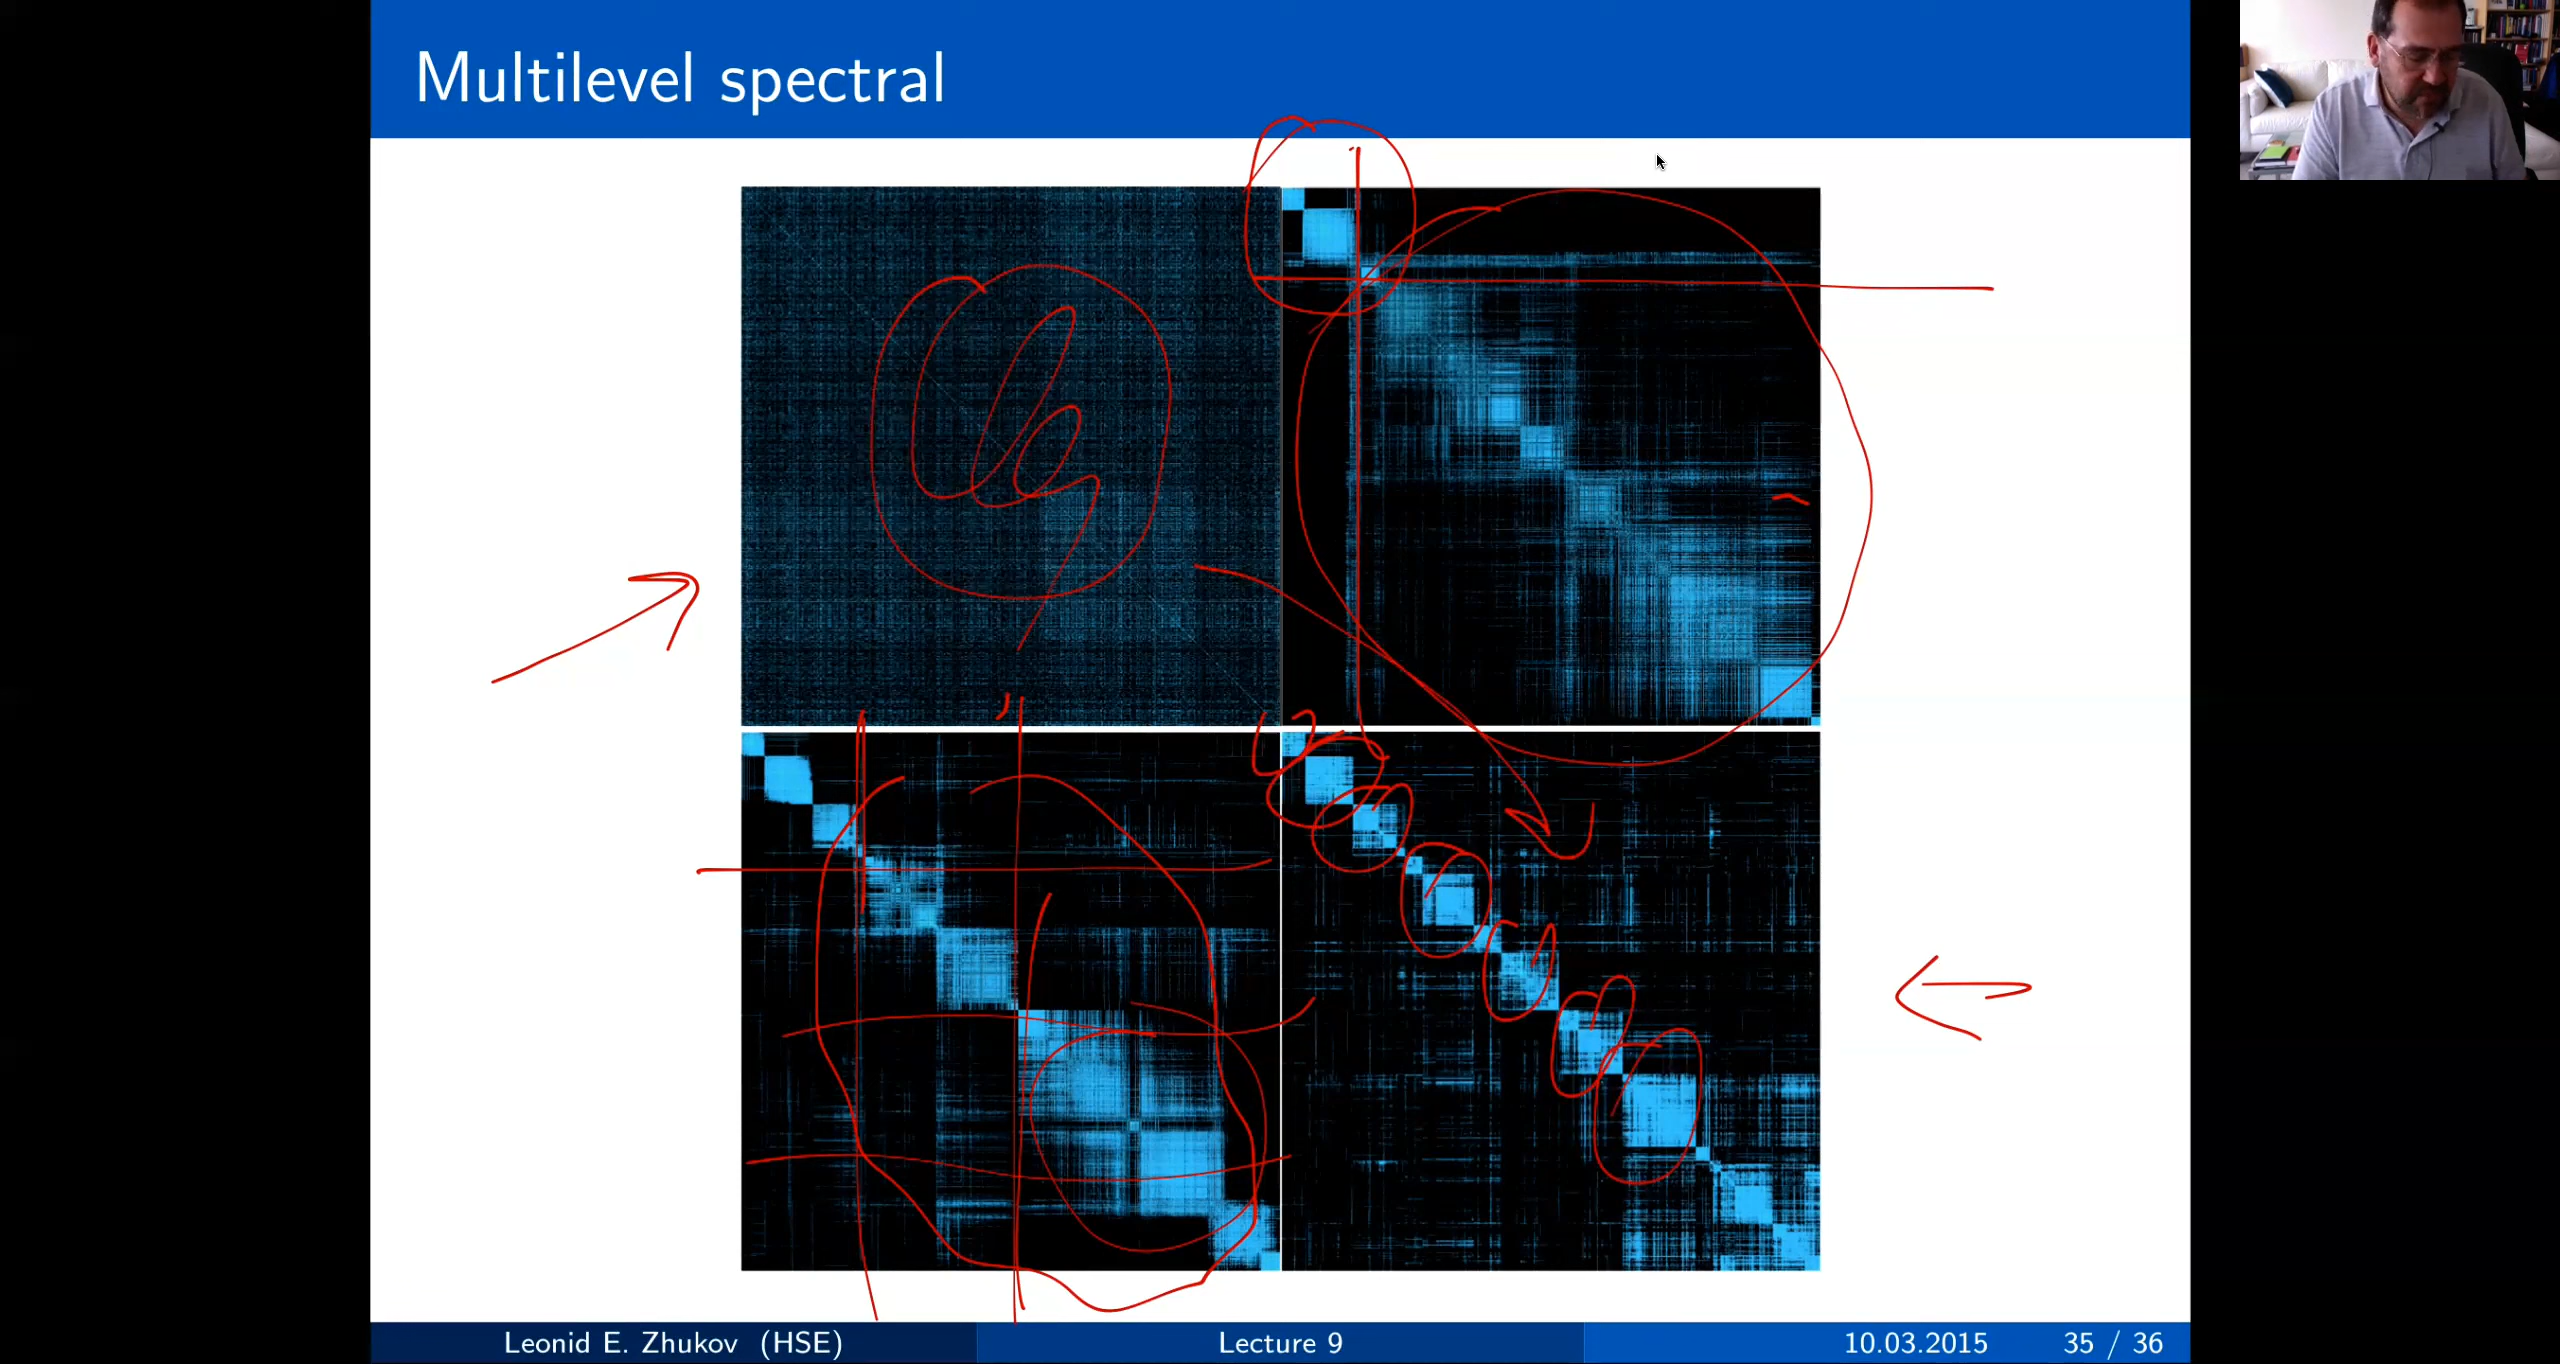 Multilevel spectral
Leonid E. Zhukov (HSE)
Lecture 9
10.03.2015
35 / 36